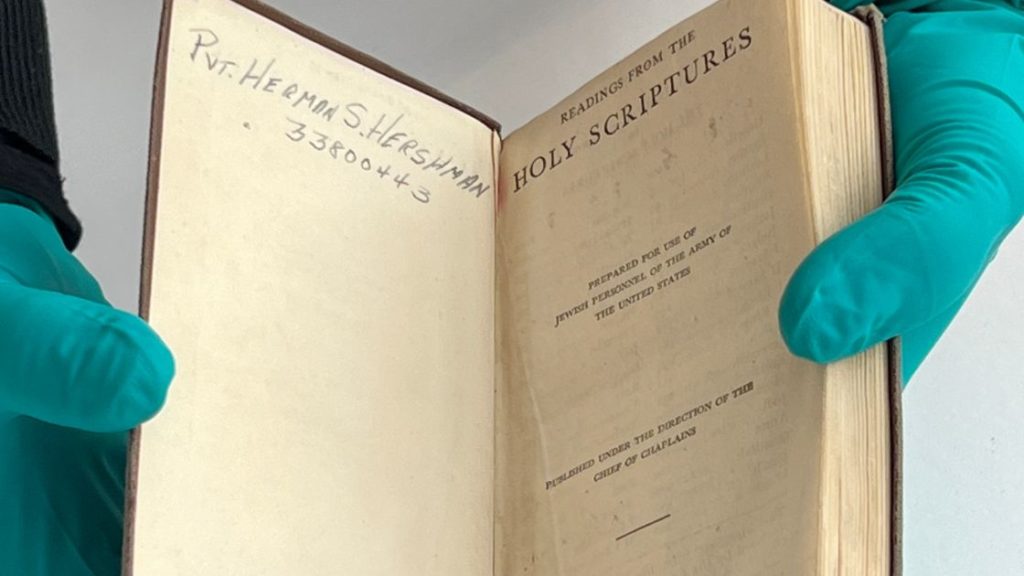 PVT. HERMAN S. HERSHMAN
33800443
READINGS FROM THE
HOLY SCRIPTURES
PREPARED FOR USE OF
JEWISH PERSONNEL OF THE ARMY OF
THE UNITED STATES
PUBLISHED UNDER THE DIRECTION OF THE
CHIEF OF CHAPLAINS